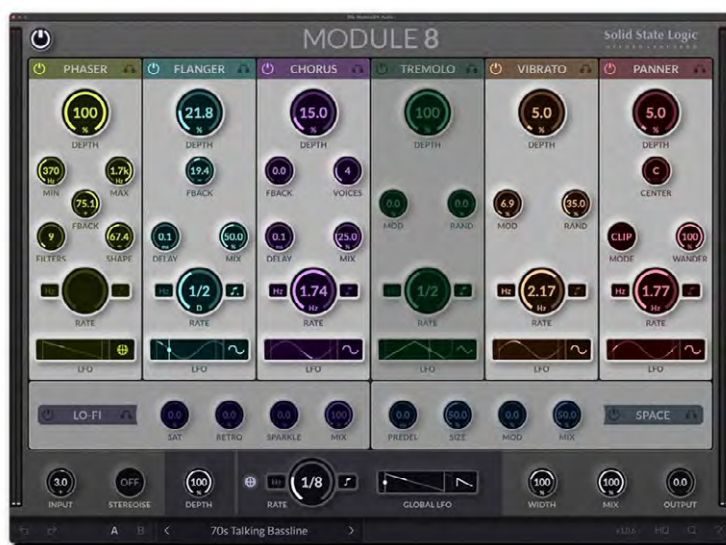 MODULE 8
Solid State Logic
PHASER
FLANGER
CHORUS
TREMOLO
VIBRATO
PANNER
100 %
21.8 %
15.0 %
100 %
5.0 %
5.0 %
DEPTH
DEPTH
DEPTH
DEPTH
DEPTH
DEPTH
370 Hz
1.7k Hz
19.4
0.0
4
C
MIN
MAX
FBACK
FBACK
VOICES
CENTER
75.1
0.0
0.0
6.9
35.0
FBACK
MOD
RAND
MOD
RAND
9
67.4
0.1
50.0
0.1
25.0
CLIP
100
FILTERS
SHAPE
DELAY
MIX
DELAY
MIX
MODE
WANDER
Hz
Hz
1/2 D
Hz
1.74 Hz
Hz
1/2
Hz
2.17 Hz
Hz
1.77 Hz
RATE
RATE
RATE
RATE
RATE
RATE
LFO
LFO
LFO
LFO
LFO
LFO
LO-FI
0.0
0.0
0.0
100
0.0
50.0
0.0
50.0
SPACE
SAT
RETRO
SPARKLE
MIX
PREDEL
SIZE
MOD
MIX
3.0
OFF
100
Hz
1/8
100
100
0.0
INPUT
STEREOISE
DEPTH
RATE
GLOBAL LFO
WIDTH
MIX
OUTPUT
A
B
<
70s Talking Bassline
>
HQ
?